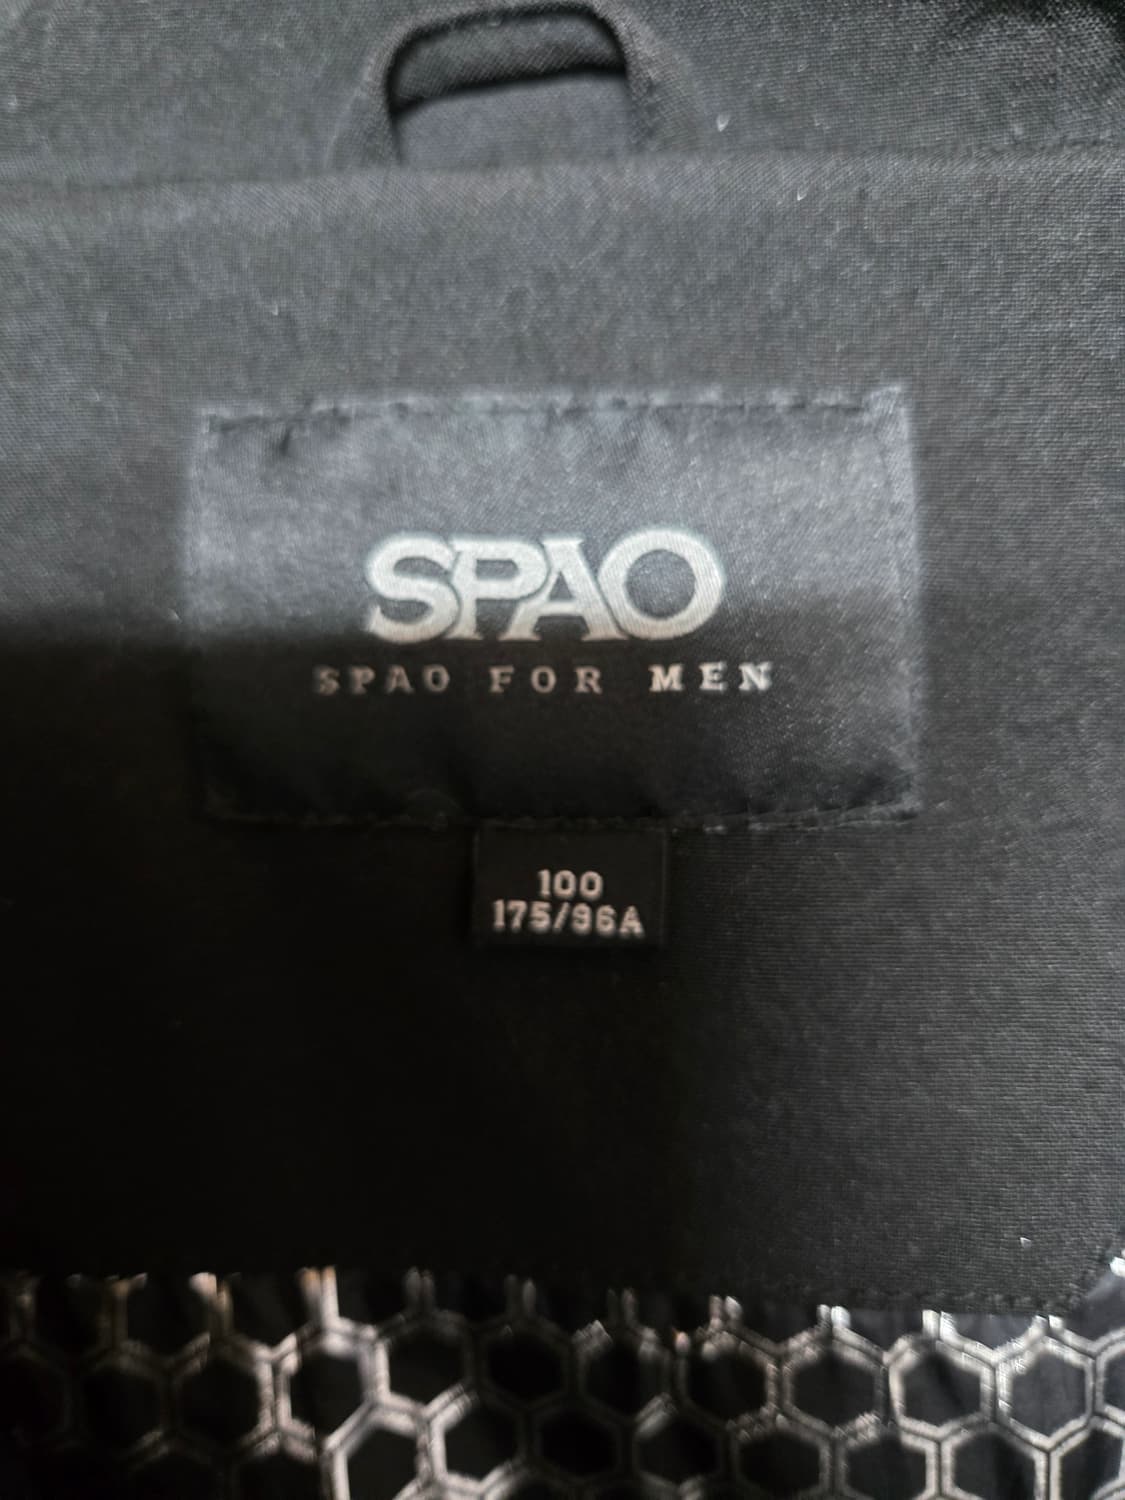 SPAO
SPAO FOR MEN
100
175/96A